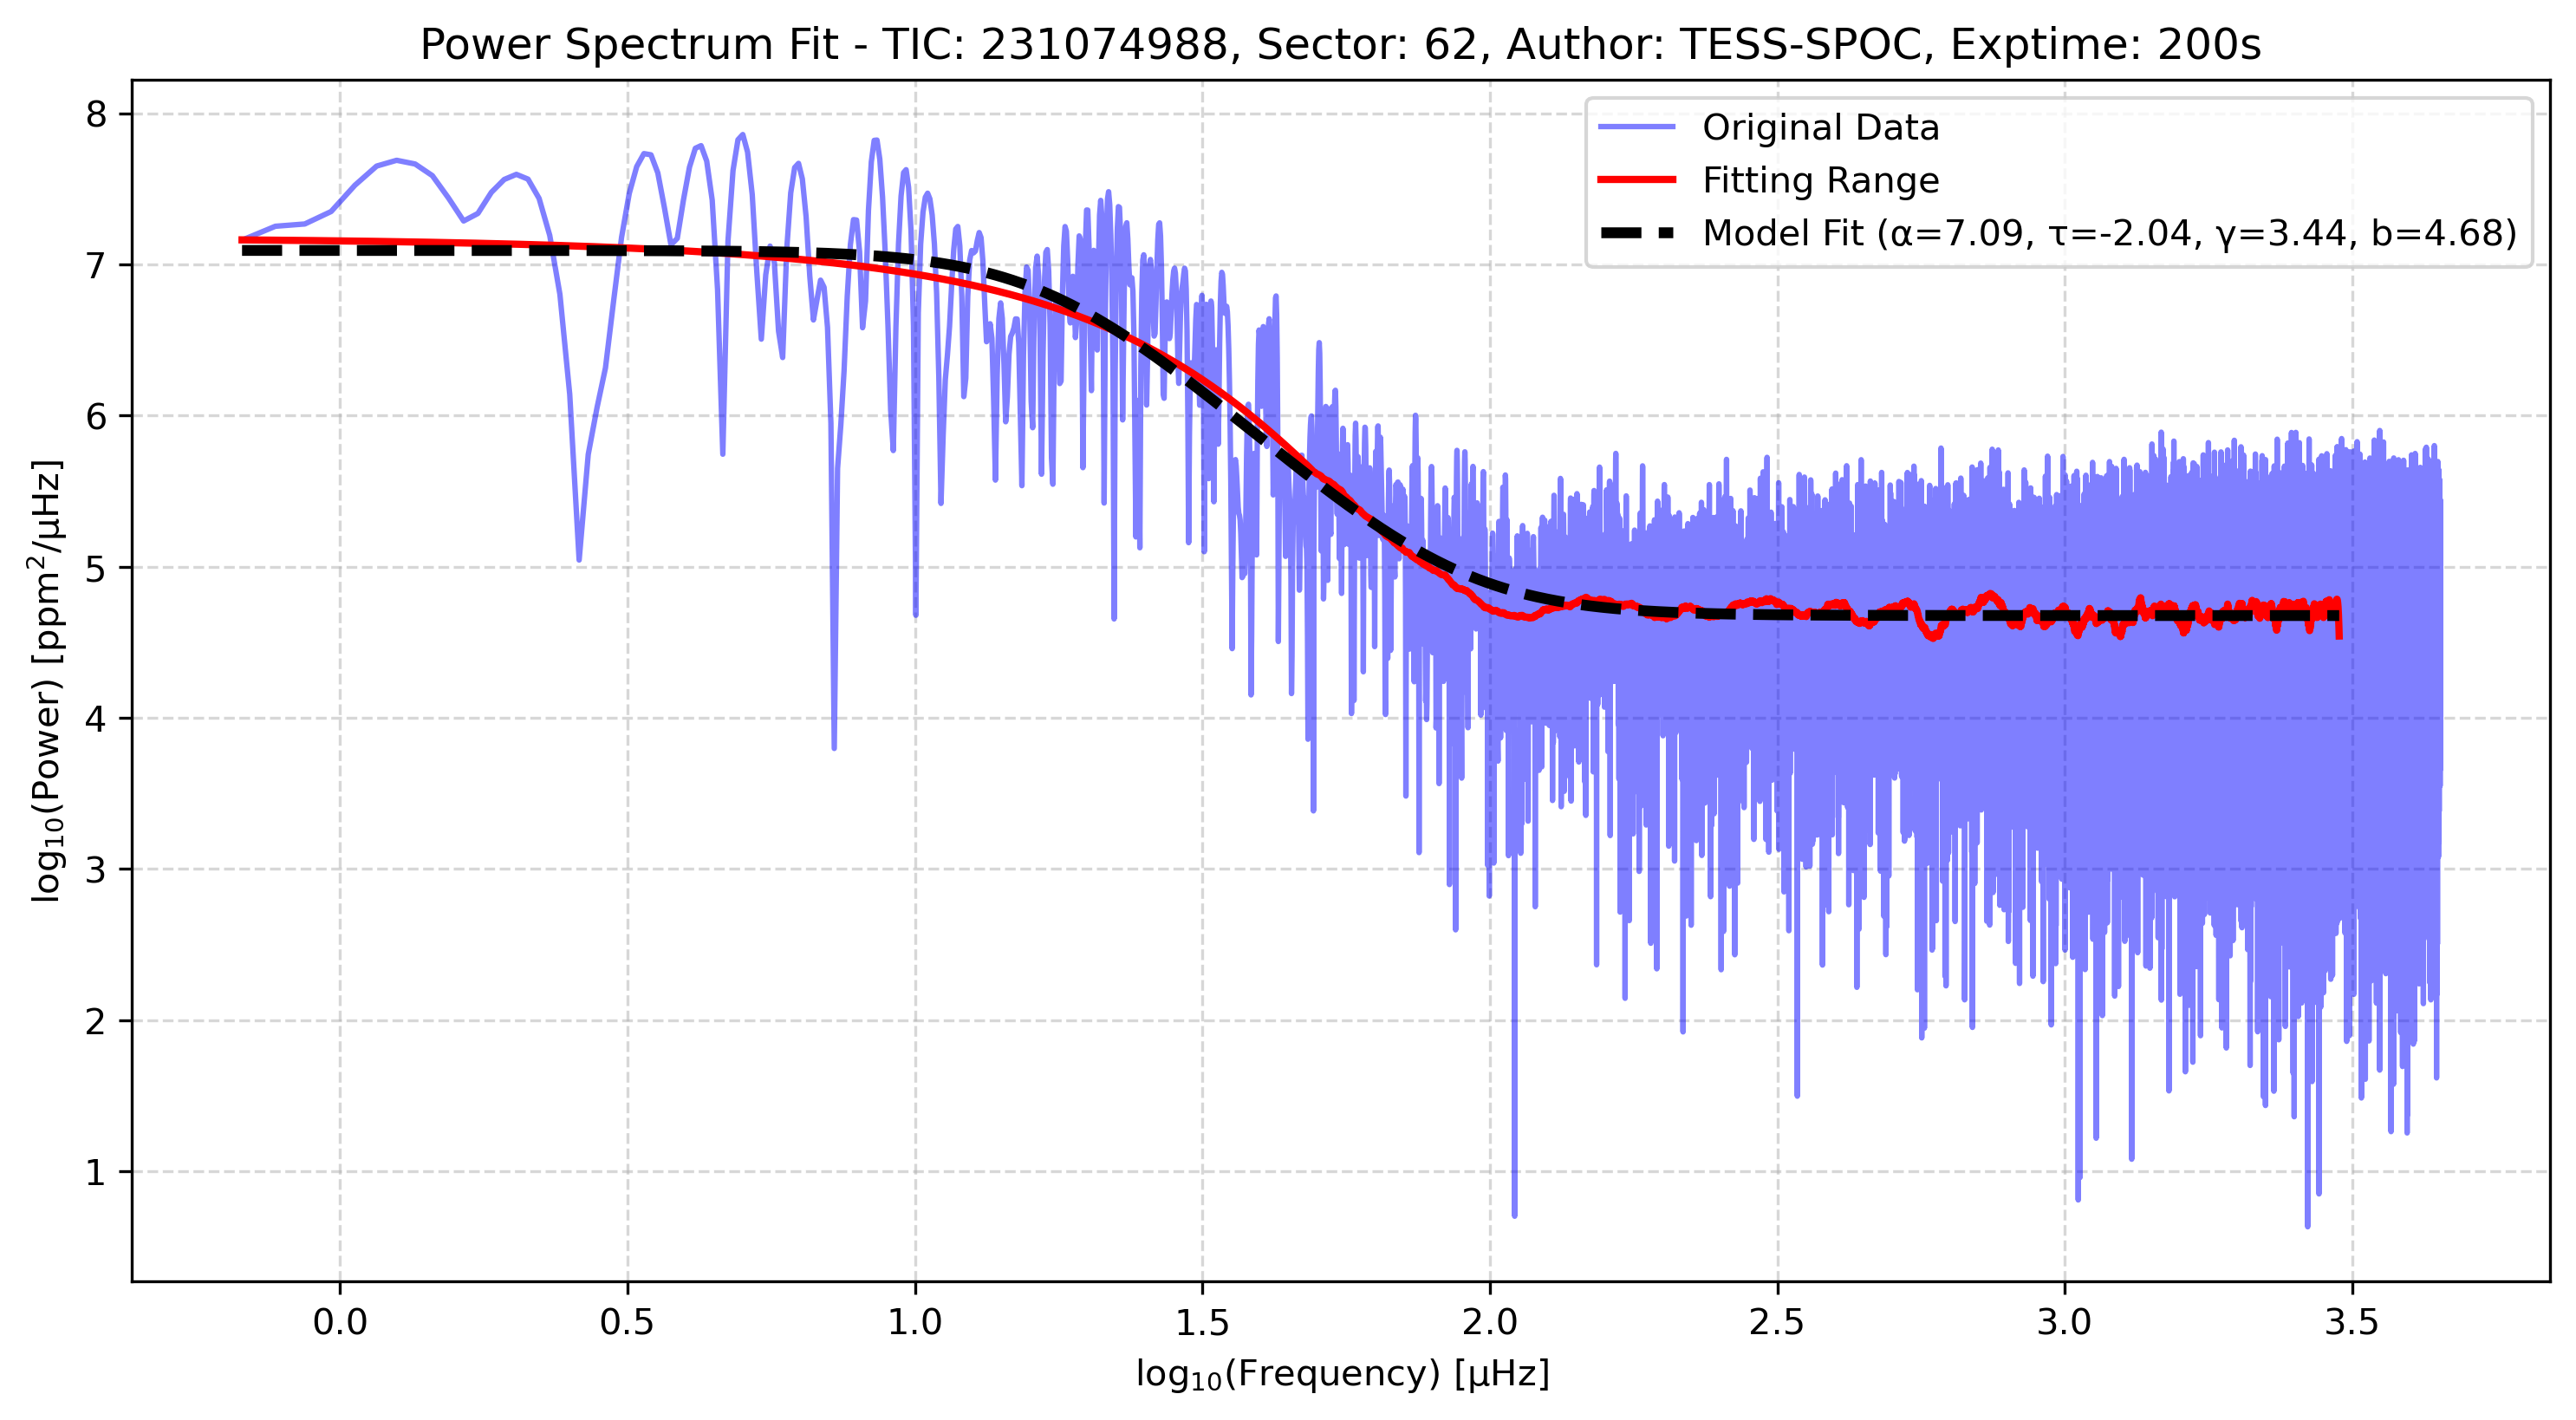 Power Spectrum Fit - TIC: 231074988, Sector: 62, Author: TESS-SPOC, Exptime: 200s
Original Data
Fitting Range
Model Fit (α=7.09, τ=-2.04, γ=3.44, b=4.68)
log₁₀(Power) [ppm²/μHz]
8
7
6
5
4
3
2
1
0.0 0.5 1.0 1.5 2.0 2.5 3.0 3.5
log₁₀(Frequency) [μHz]